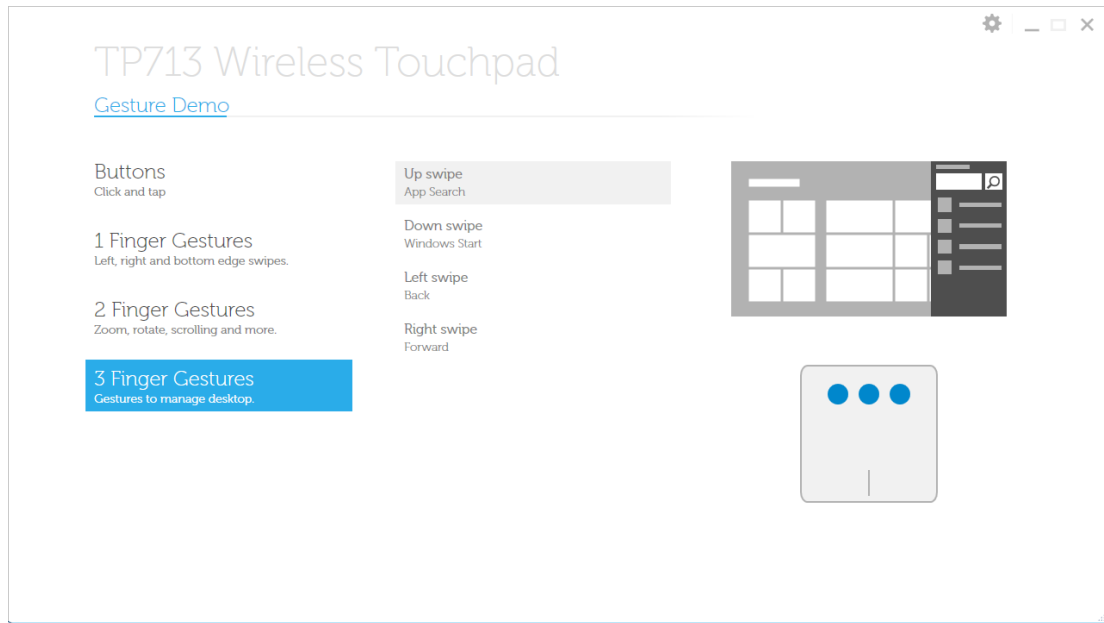 TP713 Wireless Touchpad
Gesture Demo
Buttons
Click and tap
1 Finger Gestures
Left, right and bottom edge swipes.
2 Finger Gestures
Zoom, rotate, scrolling and more.
3 Finger Gestures
Gestures to manage desktop.
Up swipe
App Search
Down swipe
Windows Start
Left swipe
Back
Right swipe
Forward